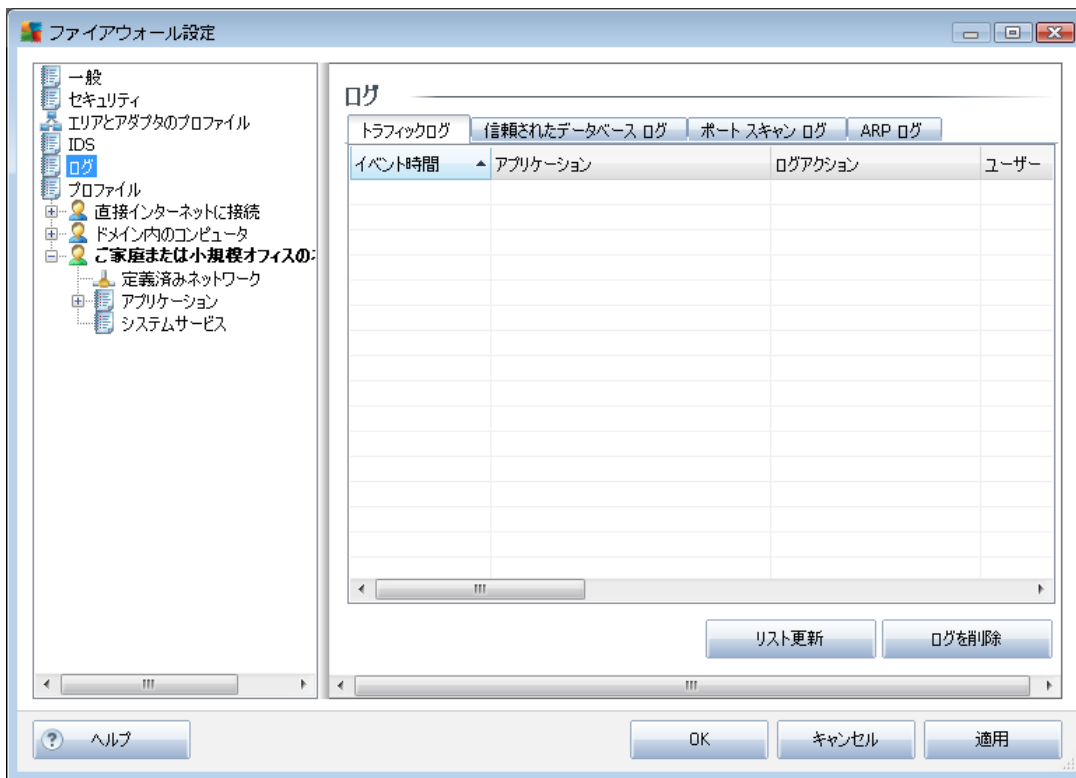 ファイアウォール設定
一般
セキュリティ
エリアとアダプタのプロファイル
IDS
ログ
プロファイル
直接インターネットに接続
ドメイン内のコンピュータ
ご家庭または小規模オフィスの
定義済みネットワーク
アプリケーション
システムサービス
ログ
トラフィックログ 信頼されたデータベース ログ ポート スキャン ログ ARP ログ
イベント時間 アプリケーション ログアクション ユーザー
リスト更新 ログを削除
ヘルプ OK キャンセル 適用